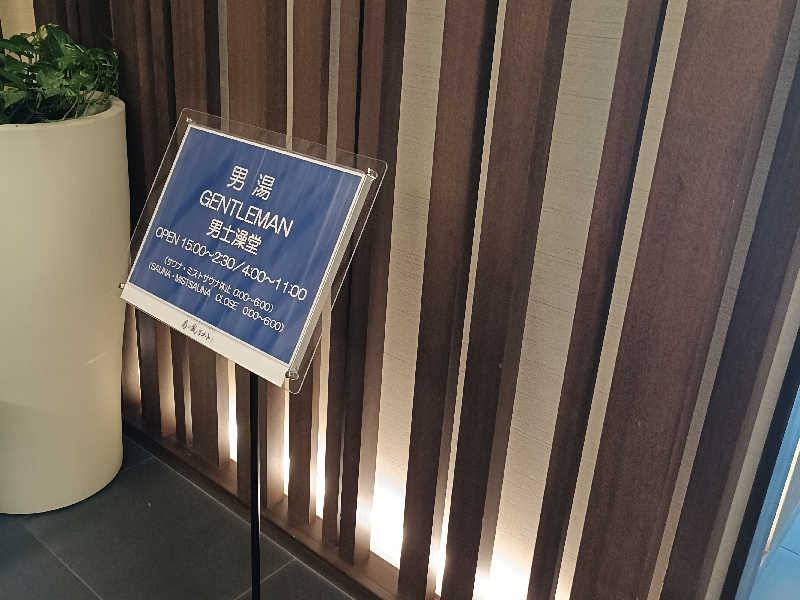 男 湯
GENTLEMAN
男士澡堂
OPEN 15:00~2:30/4:00~11:00
(サウナ・ミストサウナ休止 0:00~6:00)
(SAUNA・MISTSAUNA CLOSE 0:00~6:00)